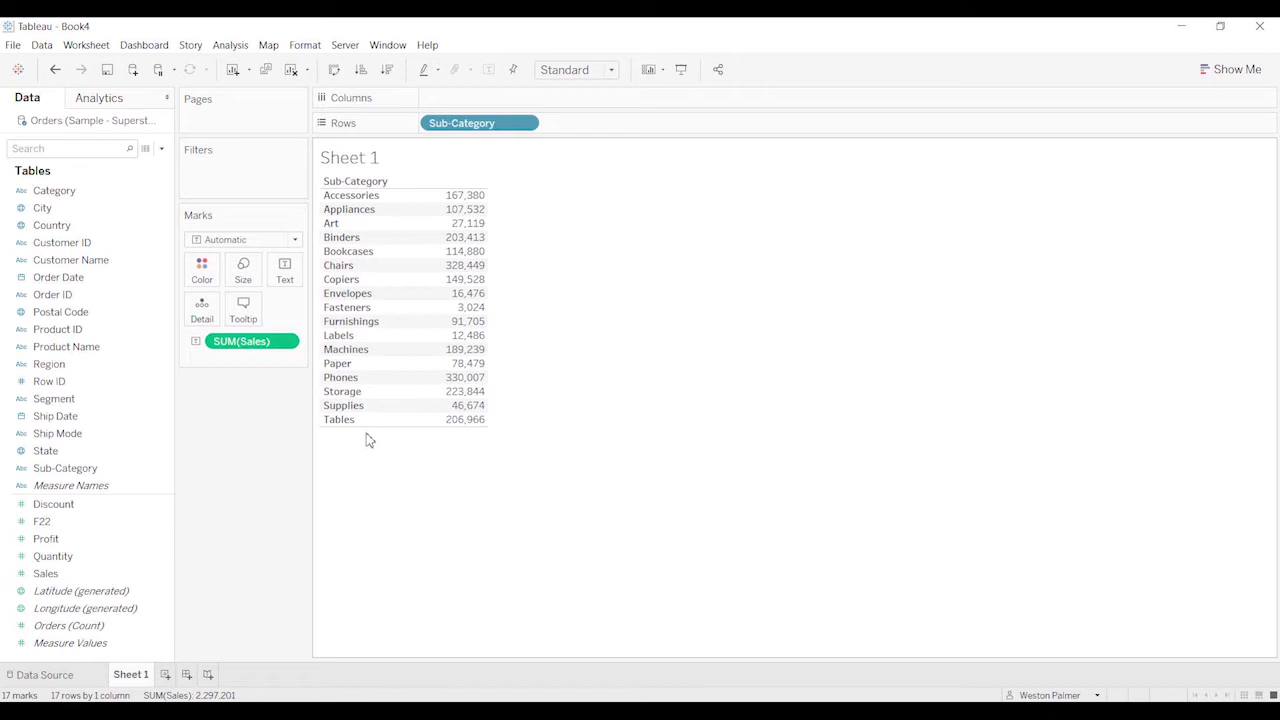 Tableau - Book4
File Data Worksheet Dashboard Story Analysis Map Format Server Window Help
Standard
Show Me
Data Analytics
Orders (Sample - Superst...
Search
Tables
Category
City
Country
Customer ID
Customer Name
Order Date
Order ID
Postal Code
Product ID
Product Name
Region
Row ID
Segment
Ship Date
Ship Mode
State
Sub-Category
Measure Names
Discount
F22
Profit
Quantity
Sales
Latitude (generated)
Longitude (generated)
Orders (Count)
Measure Values
Pages
Filters
Marks
Automatic
Color Size Text
Detail Tooltip
SUM(Sales)
Columns
Rows Sub-Category
Sheet 1
Sub-Category
Accessories 167,380
Appliances 107,532
Art 27,119
Binders 203,413
Bookcases 114,880
Chairs 328,449
Copiers 149,528
Envelopes 16,476
Fasteners 3,024
Furnishings 91,705
Labels 12,486
Machines 189,239
Paper 78,479
Phones 330,007
Storage 223,844
Supplies 46,674
Tables 206,966
Data Source Sheet 1
17 marks 17 rows by 1 column SUM(Sales): 2,297,201 Weston Palmer